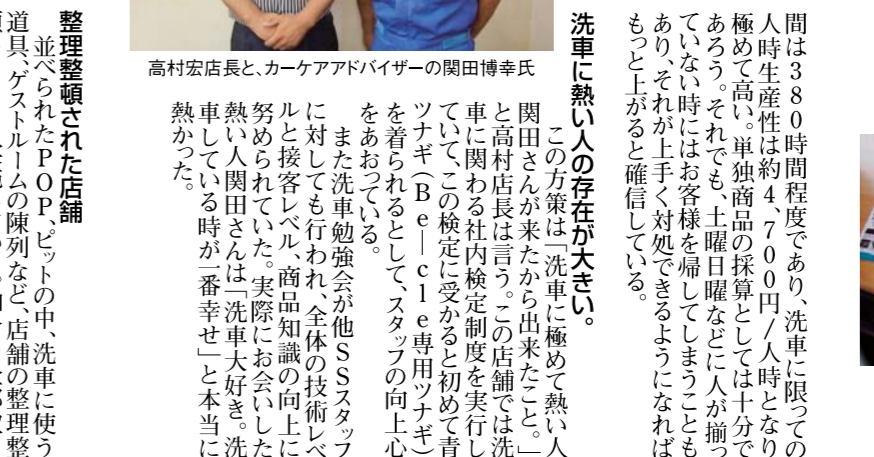 間は380時間程度であり、洗車に限っての
人時生産性は約4,700円/人時となり
極めて高い。単独商品の採算としては十分で
あろう。それでも、土曜日曜などに人が揃っ
ていない時にはお客様を帰してしまうことも
あり、それが上手く対処できるようになれば
もっと上がると確信している。
洗車に熱い人の存在が大きい。
この方策は「洗車に極めて熱い人
関田さんが来たから出来たこと。」
と高村店長は言う。この店舗では洗
車に関わる社内検定制度を実行し
ていて、この検定に受かると初めて青
ツナギ(Be―cle専用ツナギ)
を着られるとして、スタッフの向上心
をあおっている。
また洗車勉強会が他SSスタッフ
に対しても行われ、全体の技術レベ
ルと接客レベル、商品知識の向上に
努められていた。実際にお会いした
熱い人関田さんは「洗車大好き。洗
車している時が一番幸せ」と本当に
熱かった。
高村宏店長と、カーケアアドバイザーの関田博幸氏
整理整頓された店舗
並べられたPOP、ピットの中、洗車に使う
道具、ゲストルームの陳列など、店舗の整理整